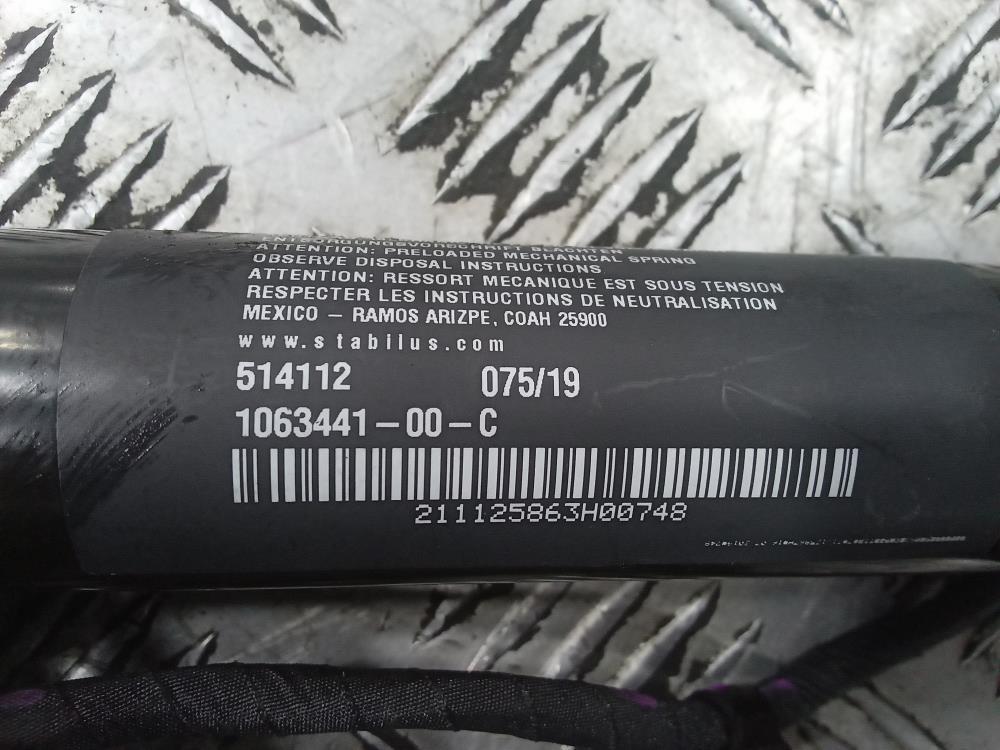 ATTENTION: PRELOADED MECHANICAL SPRING
OBSERVE DISPOSAL INSTRUCTIONS
ATTENTION: RESSORT MECANIQUE EST SOUS TENSION
RESPECTER LES INSTRUCTIONS DE NEUTRALISATION
MEXICO – RAMOS ARIZPE, COAH 25900
www.stabilus.com
514112 075/19
1063441-00-C
211125863H00748